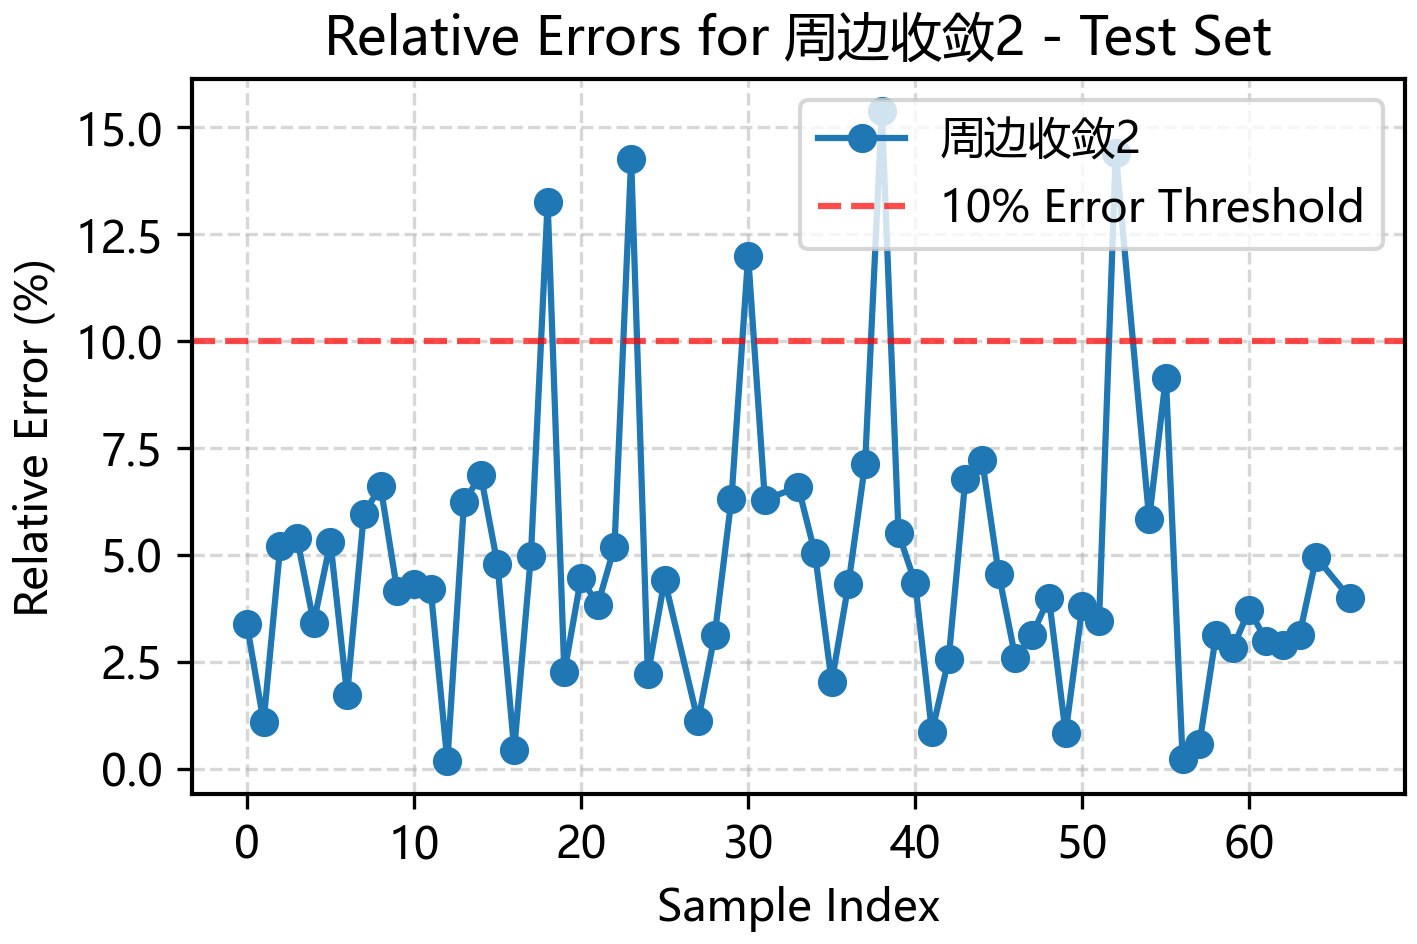 Relative Errors for 周边收敛2 - Test Set
周边收敛2
10% Error Threshold
Relative Error (%)
15.0
12.5
10.0
7.5
5.0
2.5
0.0
0 10 20 30 40 50 60
Sample Index